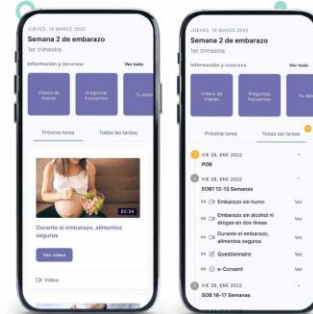 JUEVES, 10 MARZO 2022
Semana 2 de embarazo
1er trimestre
Información y recursos
Ver todo
Vídeos de interés
Preguntas frecuentes
Próxima tarea
Todas las tareas
02:34
Durante el embarazo, alimentos
seguros
Ver vídeo
Vídeo
JUEVES, 10 MARZO 2022
Semana 2 de embarazo
1er trimestre
Información y recursos
Ver todo
Vídeos de interés
Preguntas frecuentes
Próxima tarea
Todas las tareas
VIE 28, ENE 2022
POB
VIE 28, ENE 2022
EOB1 12-13 Semanas
Embarazo sin humo
Ver
Embarazo sin alcohol ni
drogas en dos líneas
Ver
Durante el embarazo,
alimentos seguros
Ver
Questionnaire
Ver
e-Consent
Ver
VIE 28, ENE 2022
SOB 16-17 Semanas